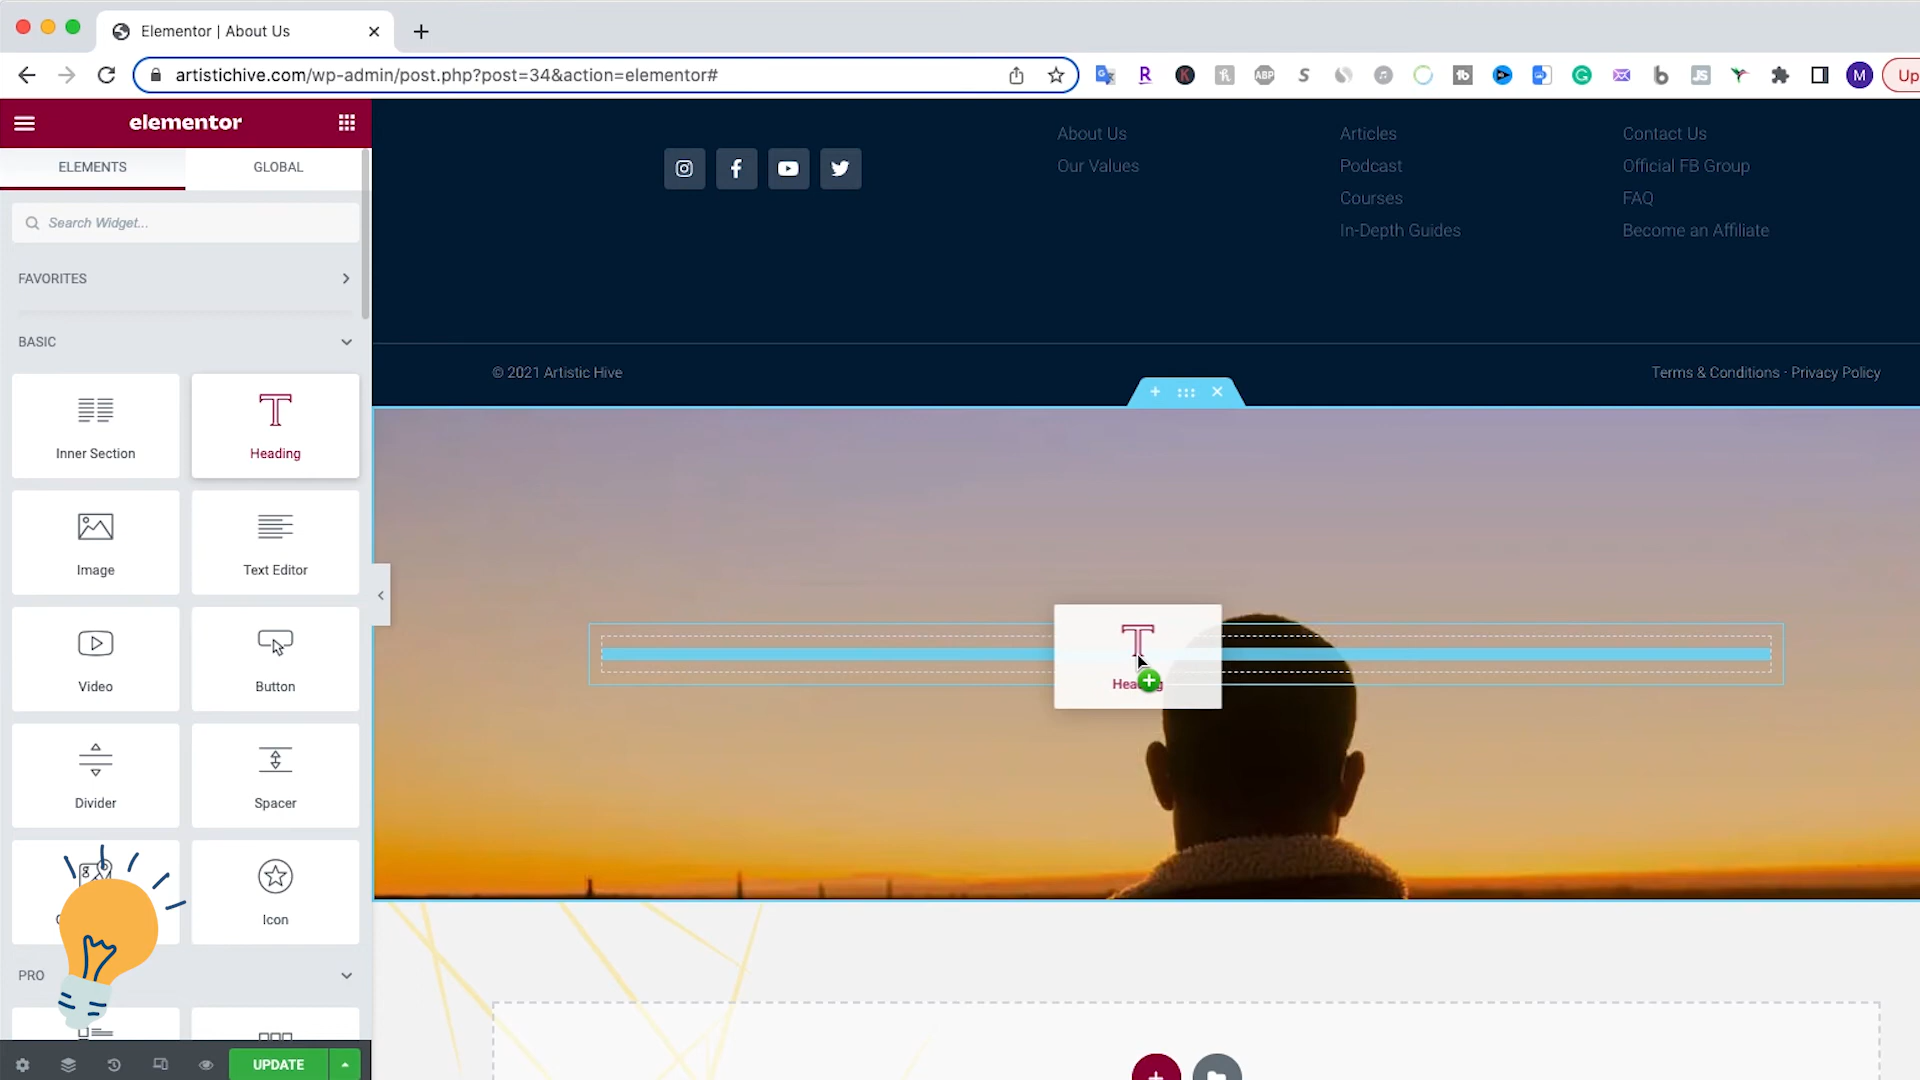 Elementor | About Us
artistichive.com/wp-admin/post.php?post=34&action=elementor#
M
Up
elementor
ELEMENTS
GLOBAL
Search Widget...
FAVORITES
BASIC
Inner Section
Heading
Image
Text Editor
Video
Button
Divider
Spacer
Icon
PRO
UPDATE
About Us
Our Values
Articles
Podcast
Courses
In-Depth Guides
Contact Us
Official FB Group
FAQ
Become an Affiliate
© 2021 Artistic Hive
Terms & Conditions · Privacy Policy